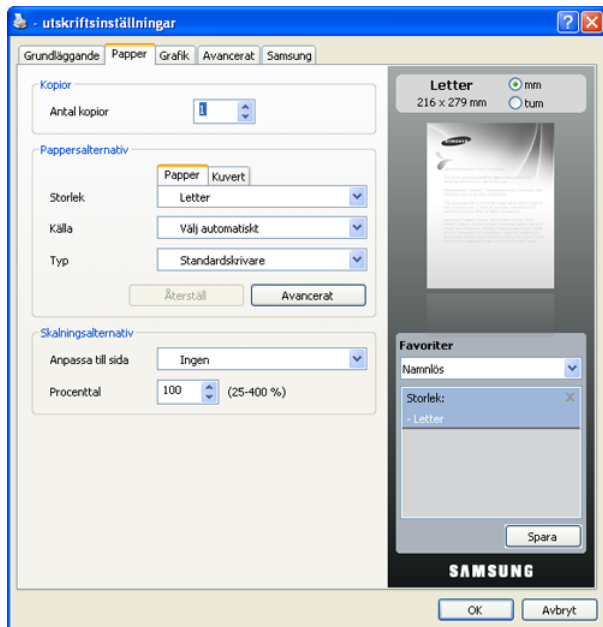 - utskriftsinställningar
Grundläggande Papper Grafik Avancerat Samsung
Kopior
Antal kopior 1
Pappersalternativ
Papper Kuvert
Storlek Letter
Källa Välj automatiskt
Typ Standardskrivare
Återställ Avancerat
Skalningsalternativ
Anpassa till sida Ingen
Procenttal 100 (25-400 %)
Letter mm
216 x 279 mm tum
SAMSUNG
Favoriter
Namnlös
Storlek:
- Letter
Spara
SAMSUNG
OK Avbryt